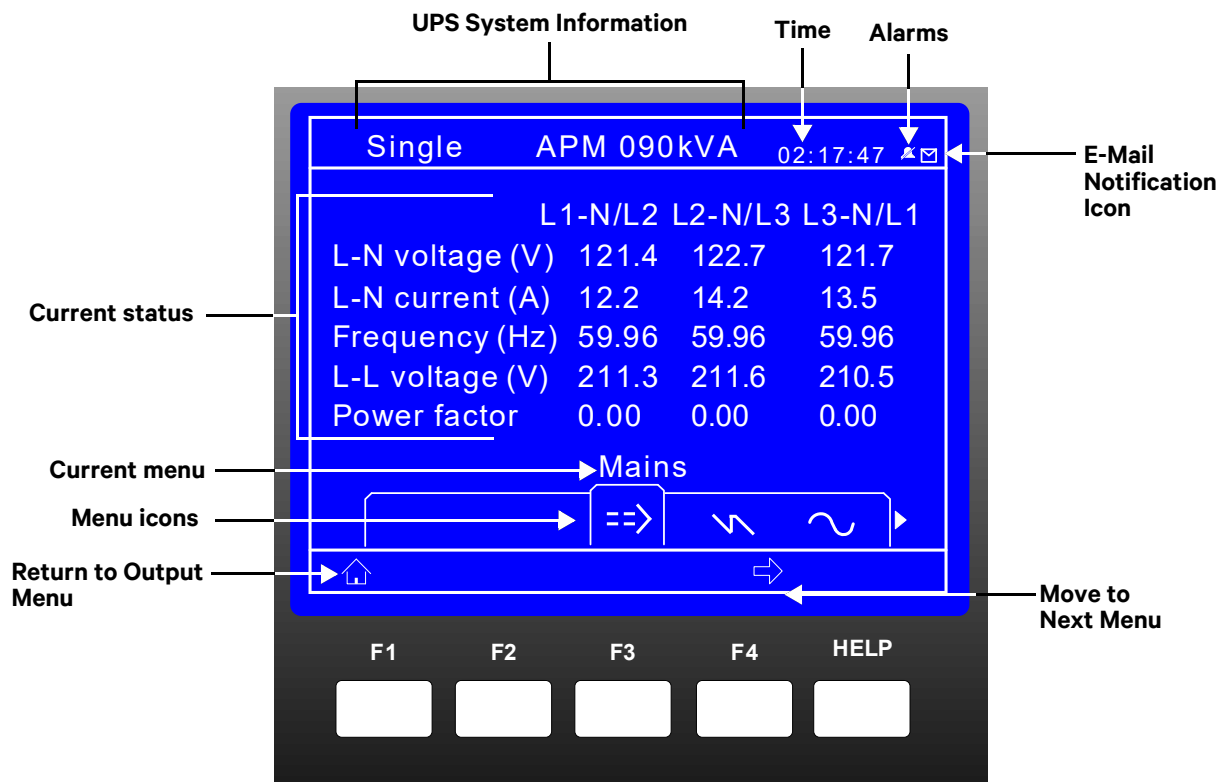 UPS System Information
Time
Alarms
Single APM 090kVA 02:17:47
E-Mail
Notification
Icon
L1-N/L2 L2-N/L3 L3-N/L1
L-N voltage (V) 121.4 122.7 121.7
L-N current (A) 12.2 14.2 13.5
Current status
Frequency (Hz) 59.96 59.96 59.96
L-L voltage (V) 211.3 211.6 210.5
Power factor 0.00 0.00 0.00
Current menu
Mains
Menu icons
Return to Output
Menu
Move to
Next Menu
F1 F2 F3 F4 HELP